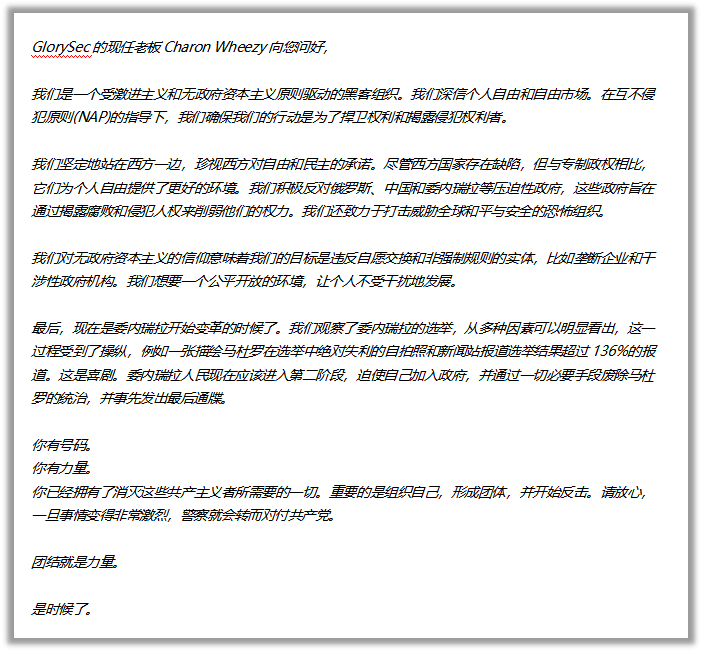 GlorySec 的现任老板 Charon Wheezy 向您问好，
我们是一个受激进主义和无政府资本主义原则驱动的黑客组织。我们深信个人自由和自由市场。在互不侵
犯原则(NAP)的指导下，我们确保我们的行动是为了捍卫权利和揭露侵犯权利者。
我们坚定地站在西方一边，珍视西方对自由和民主的承诺。尽管西方国家存在缺陷，但与专制政权相比，
它们为个人自由提供了更好的环境。我们积极反对俄罗斯、中国和委内瑞拉等压迫性政府，这些政府旨在
通过揭露腐败和侵犯人权来削弱他们的权力。我们还致力于打击威胁全球和平与安全的恐怖组织。
我们对无政府资本主义的信仰意味着我们的目标是违反自愿交换和非强制规则的实体，比如垄断企业和干
涉性政府机构。我们想要一个公平开放的环境，让个人不受干扰地发展。
最后，现在是委内瑞拉开始变革的时候了。我们观察了委内瑞拉的选举，从多种因素可以明显看出，这一
过程受到了操纵，例如一张描绘马杜罗在选举中绝对失利的自拍照和新闻站报道选举结果超过 136%的报
道。这是喜剧。委内瑞拉人民现在应该进入第二阶段，迫使自己加入政府，并通过一切必要手段废除马杜
罗的统治，并事先发出最后通牒。
你有号码。
你有力量。
你已经拥有了消灭这些共产主义者所需要的一切。重要的是组织自己，形成团体，并开始反击。请放心，
一旦事情变得非常激烈，警察就会转而对付共产党。
团结就是力量。
是时候了。